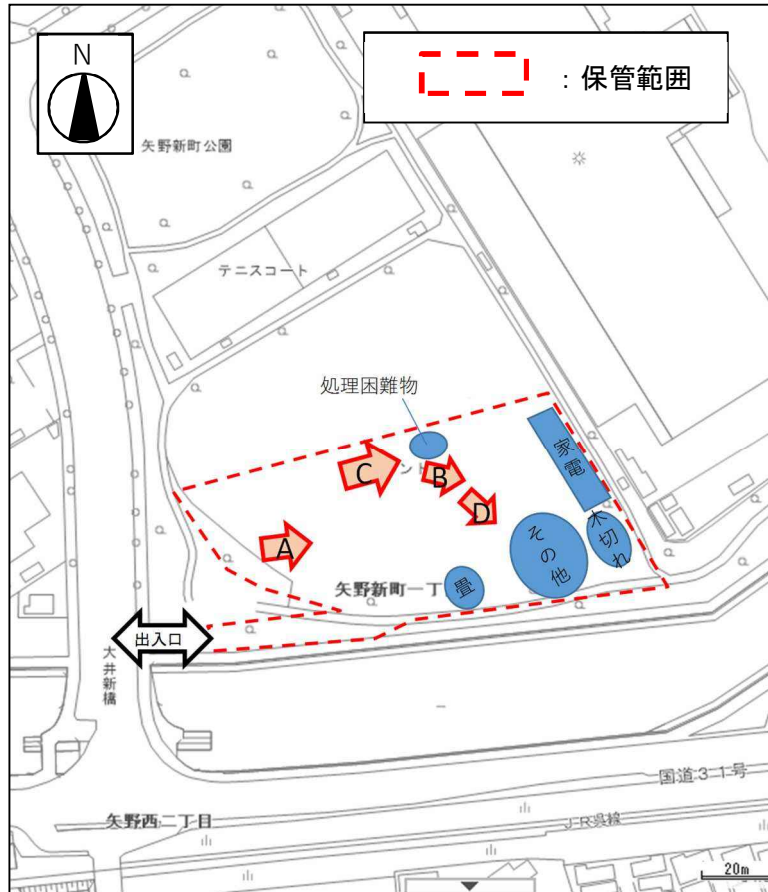 N
：保管範囲
矢野新町公園
テニスコート
処理困難物
家電
C
B
ント
D
A
木切れ
その他
畳
矢野新町一丁
出入口
大井新橋
国道31号
矢野西二丁目
JR呉線
20m